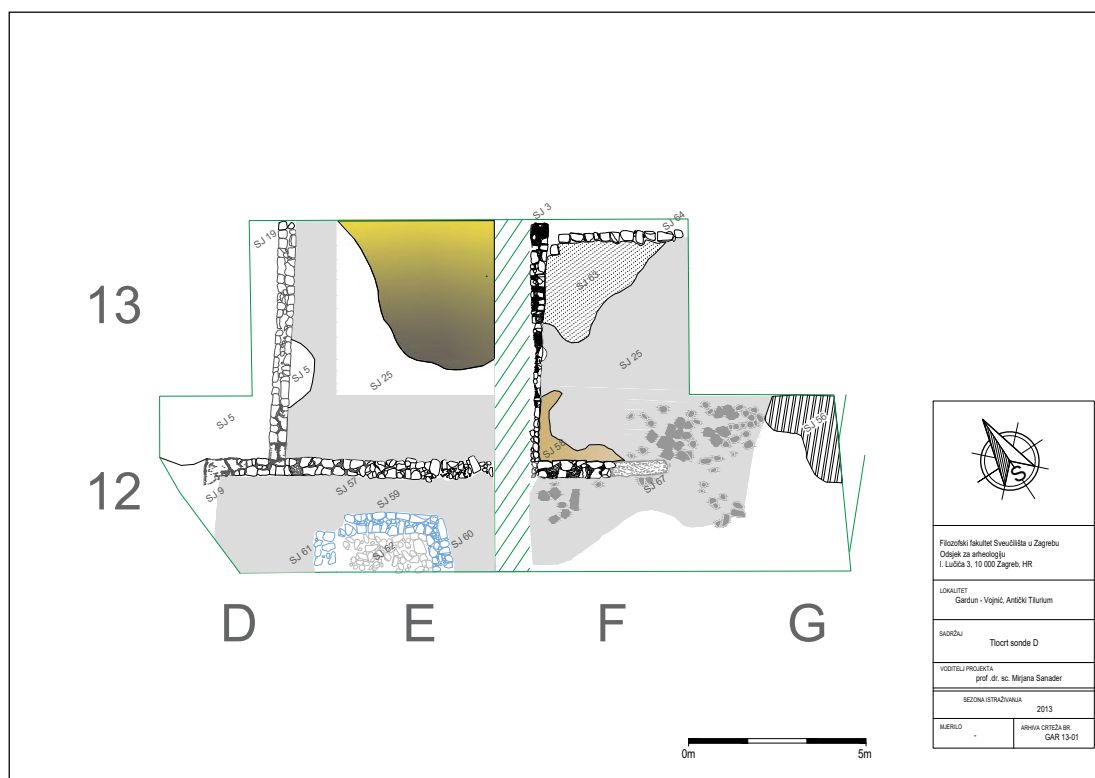 SJ 3
SJ 64
SJ 19
SJ 63
13
SJ 5
SJ 25
SJ 25
SJ 5
SJ 56
SJ 58
12
SJ 9
SJ 57
SJ 59
SJ 67
SJ 61
SJ 62
SJ 60
D
E
F
G
0m
5m
S
Filozofski fakultet Sveučilišta u Zagrebu
Odsjek za arheologiju
I. Lučića 3, 10 000 Zagreb, HR
LOKALITET
Gardun - Vojnić, Antički Tilurium
SADRŽAJ
Tlocrt sonde D
VODITELJ PROJEKTA
prof .dr. sc. Mirjana Sanader
SEZONA ISTRAŽIVANJA
2013
MJERILO
-
ARHIVA CRTEŽA BR.
GAR 13-01